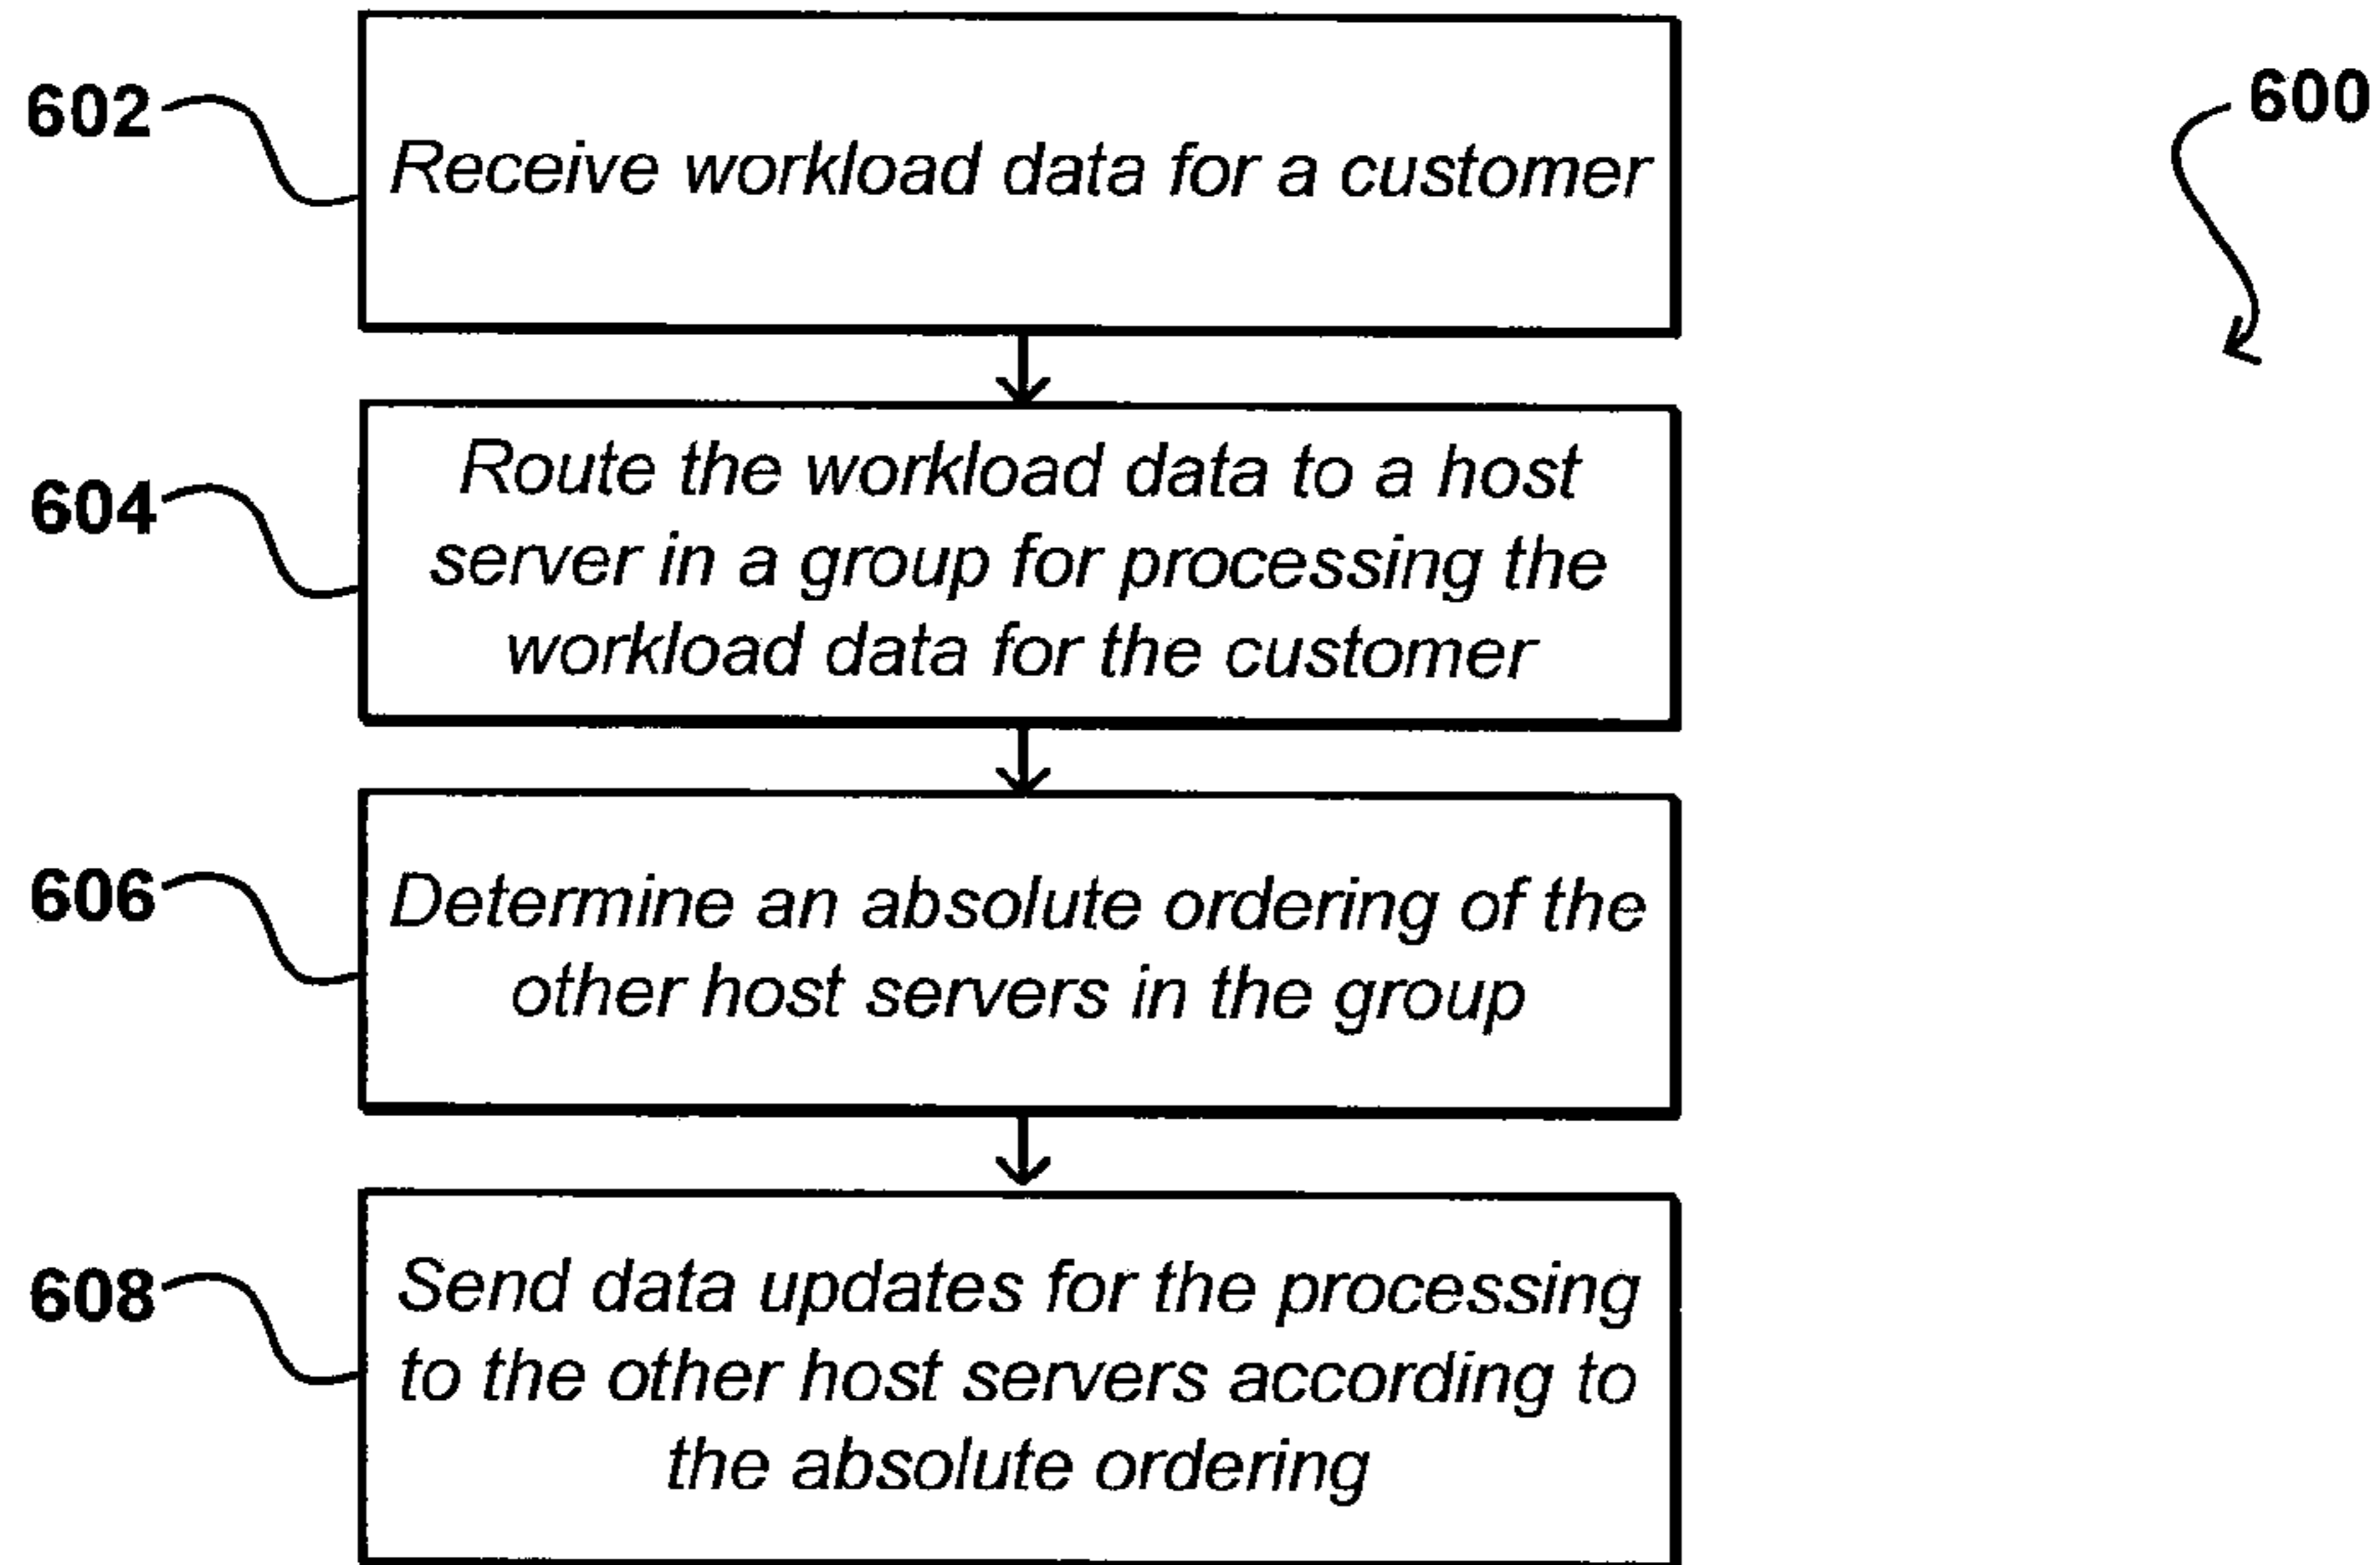 602
Receive workload data for a customer
600
604
Route the workload data to a host
server in a group for processing the
workload data for the customer
606
Determine an absolute ordering of the
other host servers in the group
608
Send data updates for the processing
to the other host servers according to
the absolute ordering